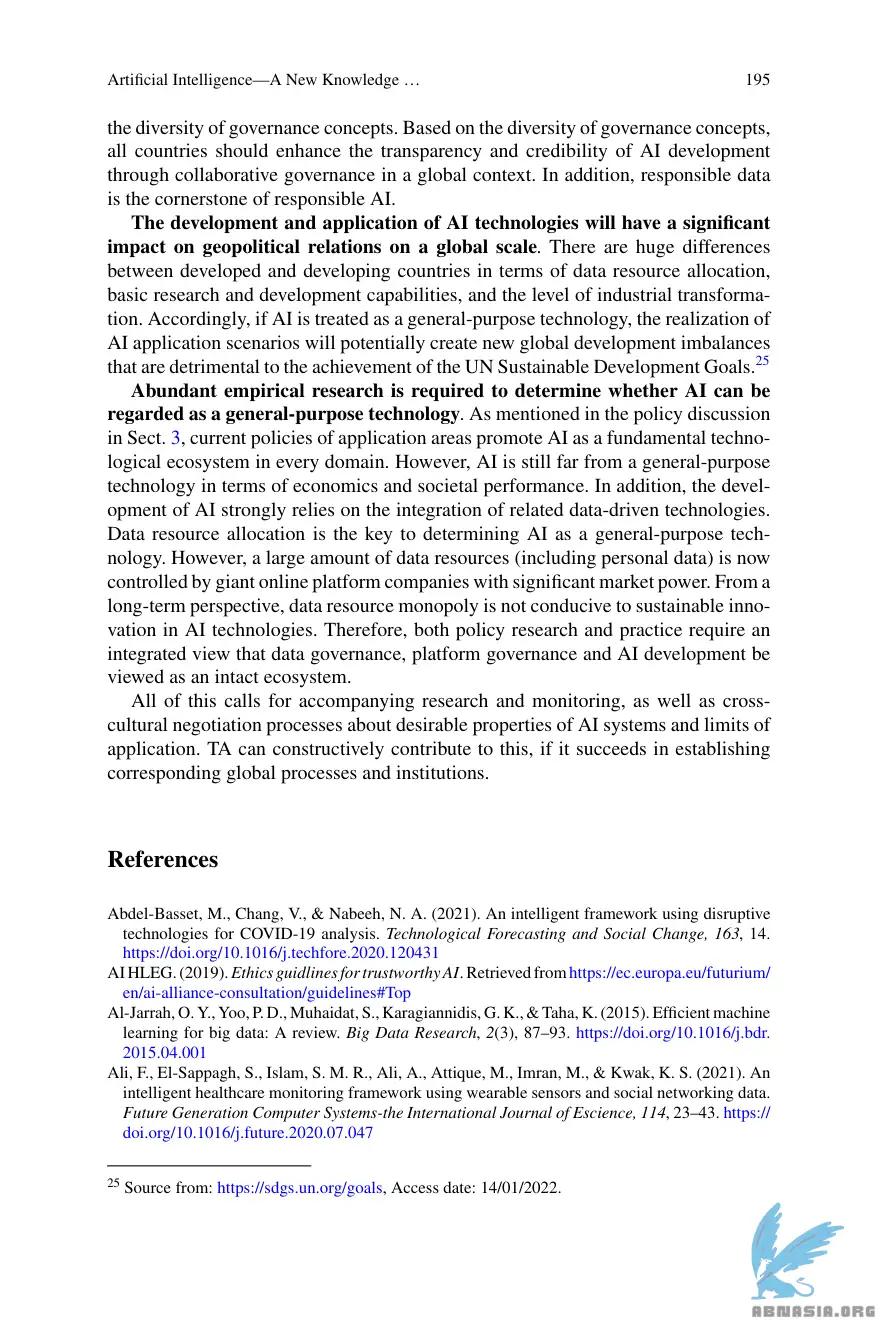 Artificial Intelligence—A New Knowledge … 195
the diversity of governance concepts. Based on the diversity of governance concepts,
all countries should enhance the transparency and credibility of AI development
through collaborative governance in a global context. In addition, responsible data
is the cornerstone of responsible AI.
The development and application of AI technologies will have a significant
impact on geopolitical relations on a global scale. There are huge differences
between developed and developing countries in terms of data resource allocation,
basic research and development capabilities, and the level of industrial transforma-
tion. Accordingly, if AI is treated as a general-purpose technology, the realization of
AI application scenarios will potentially create new global development imbalances
that are detrimental to the achievement of the UN Sustainable Development Goals.25
Abundant empirical research is required to determine whether AI can be
regarded as a general-purpose technology. As mentioned in the policy discussion
in Sect. 3, current policies of application areas promote AI as a fundamental techno-
logical ecosystem in every domain. However, AI is still far from a general-purpose
technology in terms of economics and societal performance. In addition, the devel-
opment of AI strongly relies on the integration of related data-driven technologies.
Data resource allocation is the key to determining AI as a general-purpose tech-
nology. However, a large amount of data resources (including personal data) is now
controlled by giant online platform companies with significant market power. From a
long-term perspective, data resource monopoly is not conducive to sustainable inno-
vation in AI technologies. Therefore, both policy research and practice require an
integrated view that data governance, platform governance and AI development be
viewed as an intact ecosystem.
All of this calls for accompanying research and monitoring, as well as cross-
cultural negotiation processes about desirable properties of AI systems and limits of
application. TA can constructively contribute to this, if it succeeds in establishing
corresponding global processes and institutions.
References
Abdel-Basset, M., Chang, V., & Nabeeh, N. A. (2021). An intelligent framework using disruptive
technologies for COVID-19 analysis. Technological Forecasting and Social Change, 163, 14.
https://doi.org/10.1016/j.techfore.2020.120431
AI HLEG. (2019). Ethics guidlines for trustworthy AI. Retrieved from https://ec.europa.eu/futurium/
en/ai-alliance-consultation/guidelines#Top
Al-Jarrah, O. Y., Yoo, P. D., Muhaidat, S., Karagiannidis, G. K., & Taha, K. (2015). Efficient machine
learning for big data: A review. Big Data Research, 2(3), 87–93. https://doi.org/10.1016/j.bdr.
2015.04.001
Ali, F., El-Sappagh, S., Islam, S. M. R., Ali, A., Attique, M., Imran, M., & Kwak, K. S. (2021). An
intelligent healthcare monitoring framework using wearable sensors and social networking data.
Future Generation Computer Systems-the International Journal of Escience, 114, 23–43. https://
doi.org/10.1016/j.future.2020.07.047
25 Source from: https://sdgs.un.org/goals, Access date: 14/01/2022.
ABNASIA.ORG